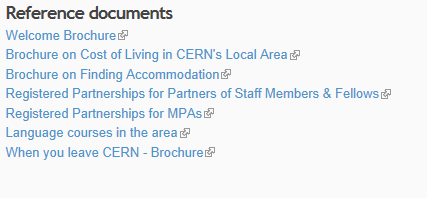 Reference documents
Welcome Brochure
Brochure on Cost of Living in CERN's Local Area
Brochure on Finding Accommodation
Registered Partnerships for Partners of Staff Members & Fellows
Registered Partnerships for MPAs
Language courses in the area
When you leave CERN - Brochure